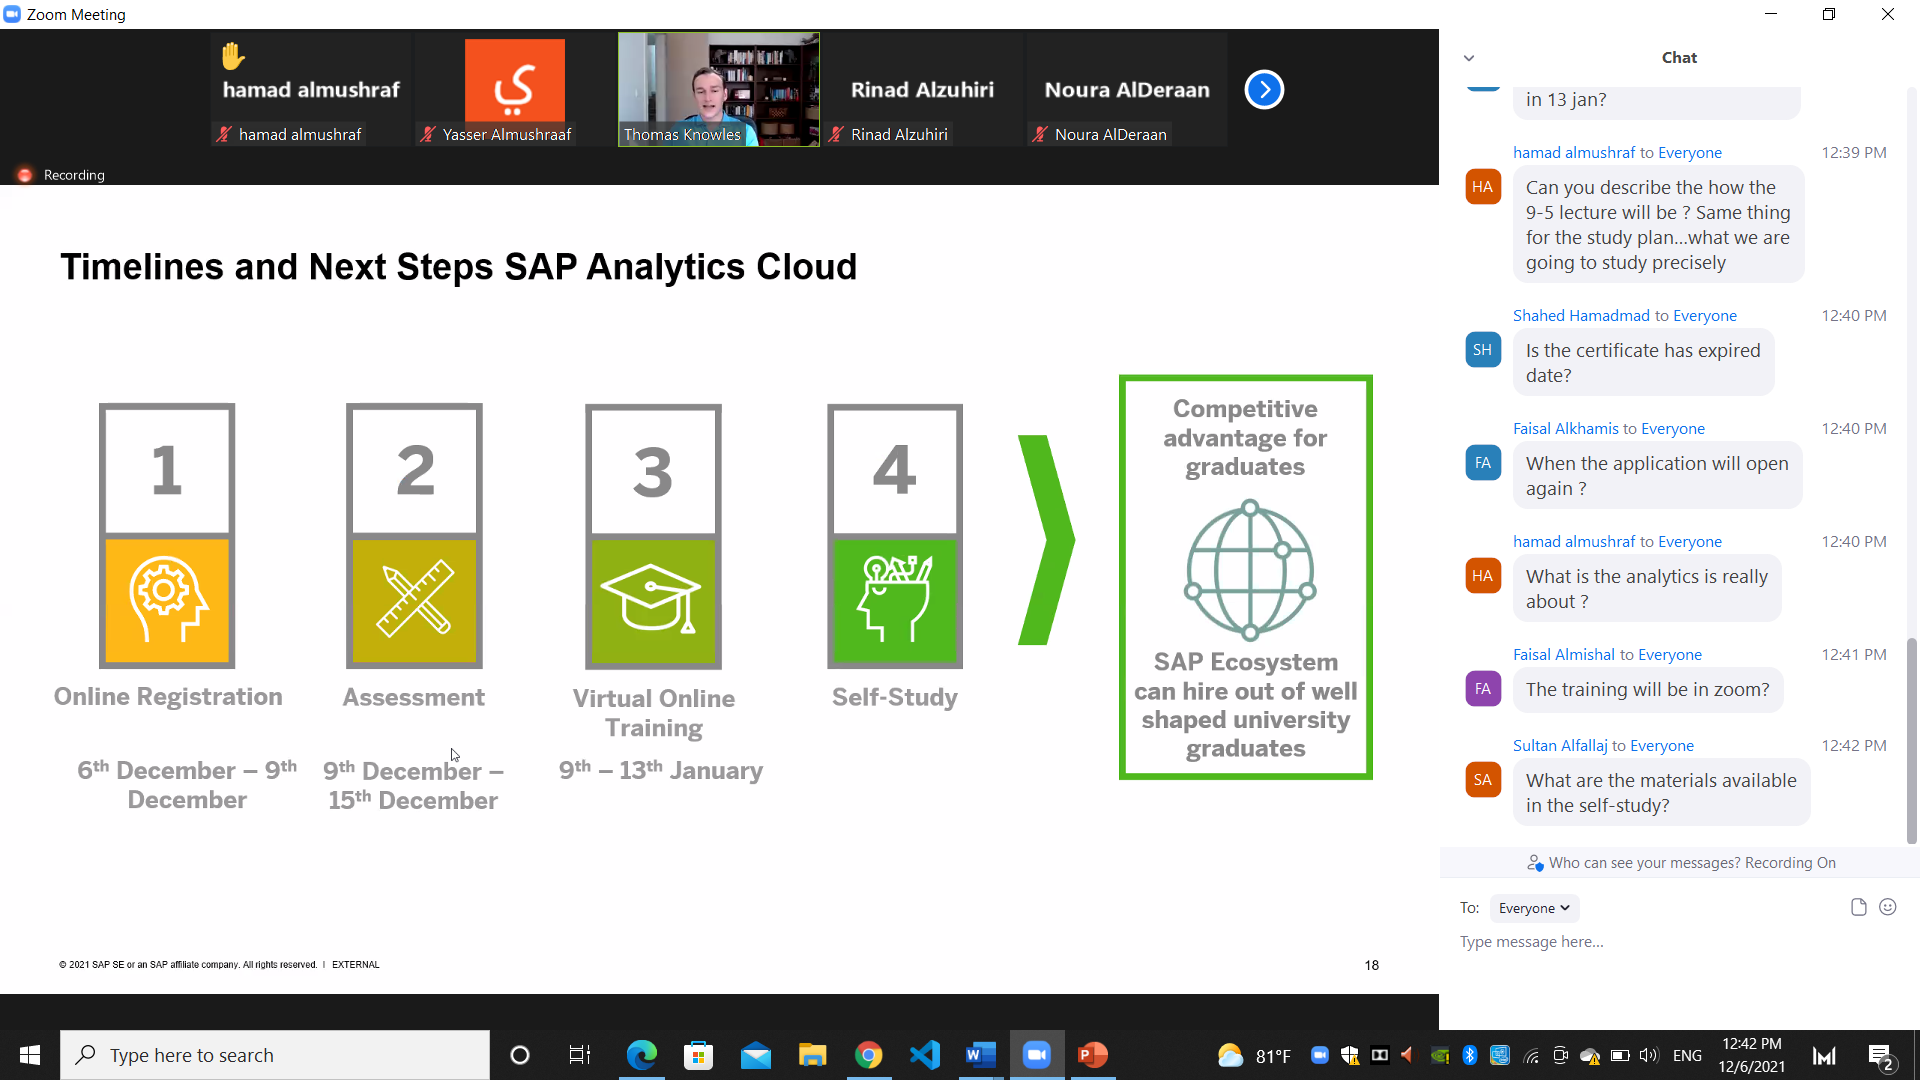 Zoom Meeting
hamad almushraf
hamad almushraf
ي
Yasser Almushraaf
Thomas Knowles
Rinad Alzuhiri
Rinad Alzuhiri
Noura AlDeraan
Noura AlDeraan
Recording
Timelines and Next Steps SAP Analytics Cloud
1
2
3
4
Online Registration
6th December – 9th
December
Assessment
9th December –
15th December
Virtual Online
Training
9th – 13th January
Self-Study
Competitive
advantage for
graduates
SAP Ecosystem
can hire out of well
shaped university
graduates
© 2021 SAP SE or an SAP affiliate company. All rights reserved. | EXTERNAL
18
Chat
in 13 jan?
hamad almushraf to Everyone 12:39 PM
HA
Can you describe the how the
9-5 lecture will be ? Same thing
for the study plan...what we are
going to study precisely
Shahed Hamadmad to Everyone 12:40 PM
SH
Is the certificate has expired
date?
Faisal Alkhamis to Everyone 12:40 PM
FA
When the application will open
again ?
hamad almushraf to Everyone 12:40 PM
HA
What is the analytics is really
about ?
Faisal Almishal to Everyone 12:41 PM
FA
The training will be in zoom?
Sultan Alfallaj to Everyone 12:42 PM
SA
What are the materials available
in the self-study?
Who can see your messages? Recording On
To: Everyone
Type message here...
Type here to search
81°F
ENG
12:42 PM
12/6/2021
2